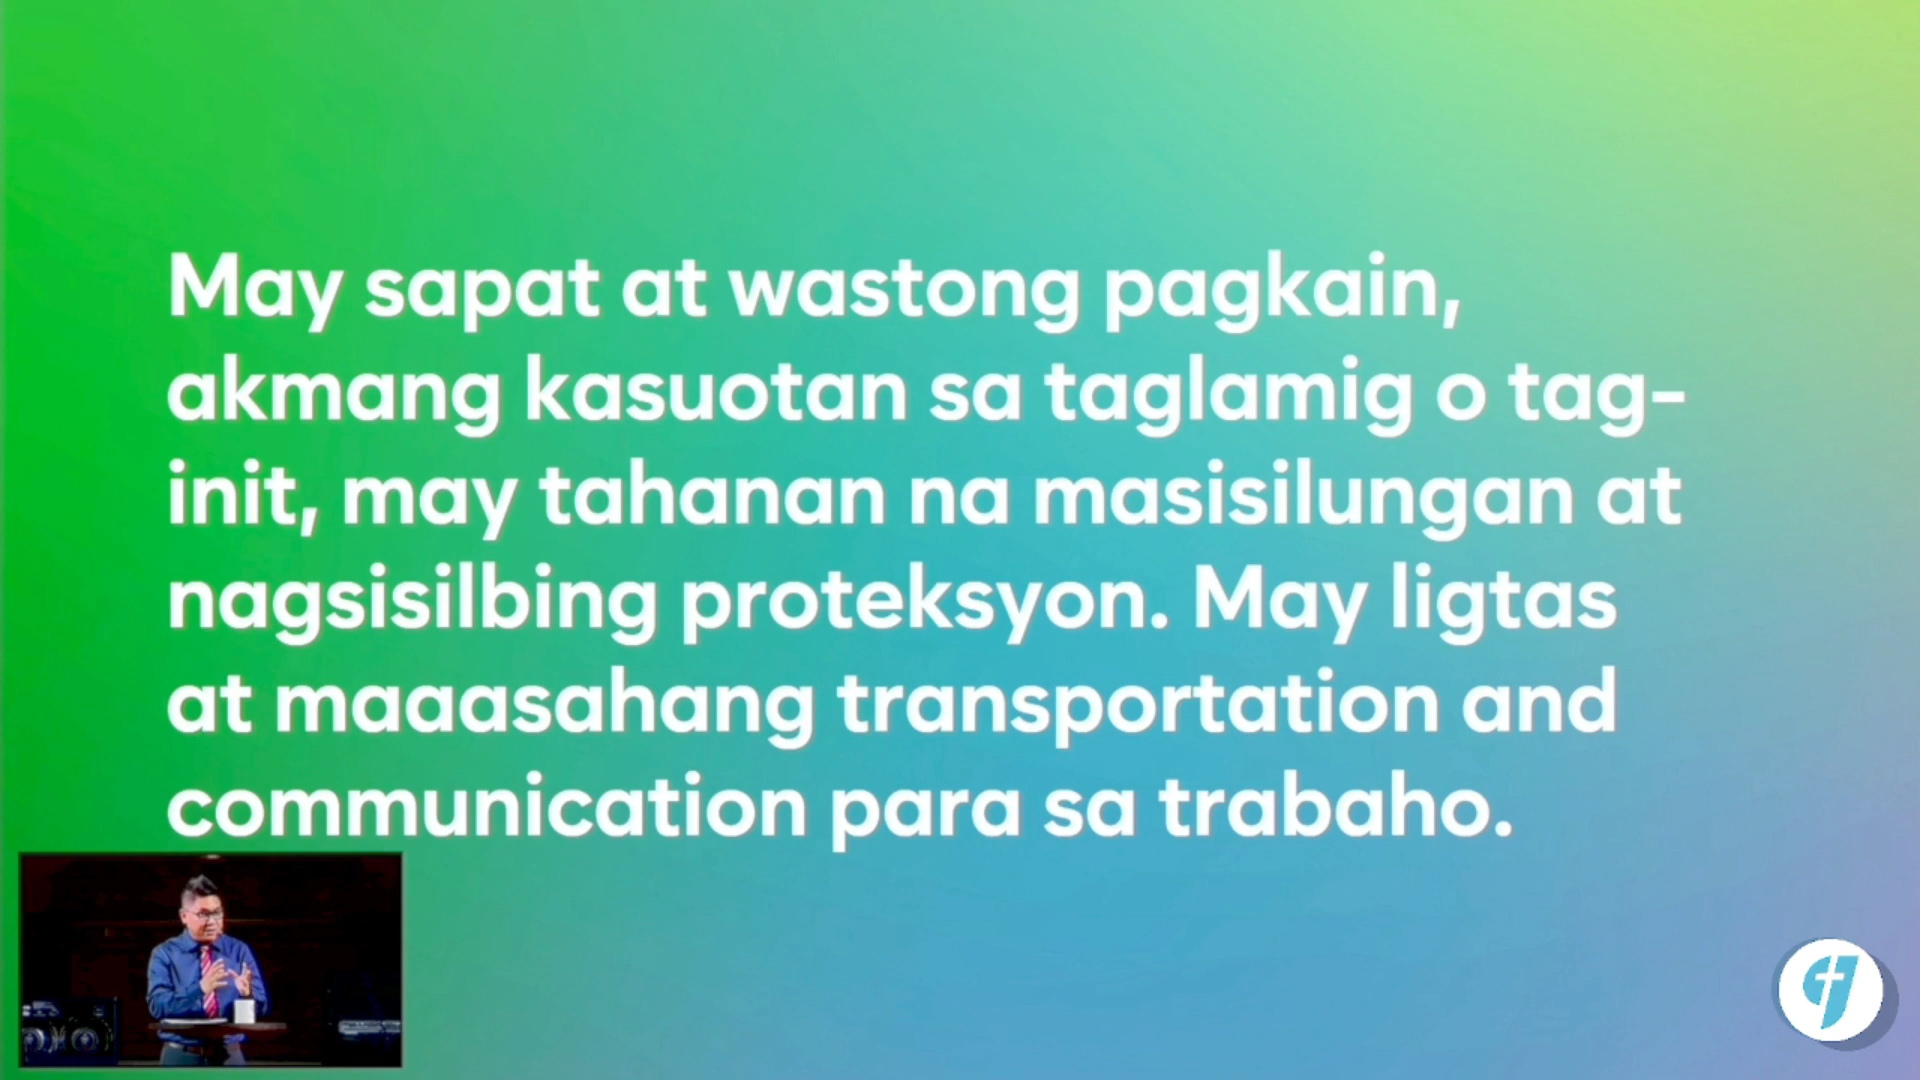 May sapat at wastong pagkain,
akmang kasuotan sa taglamig o tag-
init, may tahanan na masisilungan at
nagsisilbing proteksyon. May ligtas
at maaasahang transportation and
communication para sa trabaho.